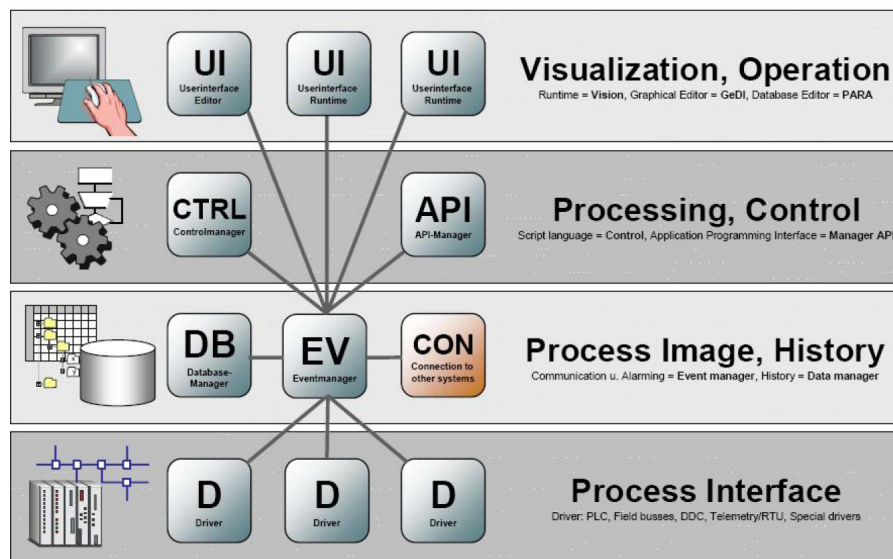 UI
Userinterface
Editor
UI
Userinterface
Runtime
UI
Userinterface
Runtime
Visualization, Operation
Runtime = Vision, Graphical Editor = GeDI, Database Editor = PARA
CTRL
Controlmanager
API
API-Manager
Processing, Control
Script language = Control, Application Programming Interface = Manager API
DB
Database-
Manager
EV
Eventmanager
CON
Connection to
other systems
Process Image, History
Communication u. Alarming = Event manager, History = Data manager
D
Driver
D
Driver
D
Driver
Process Interface
Driver: PLC, Field busses, DDC, Telemetry/RTU, Special drivers